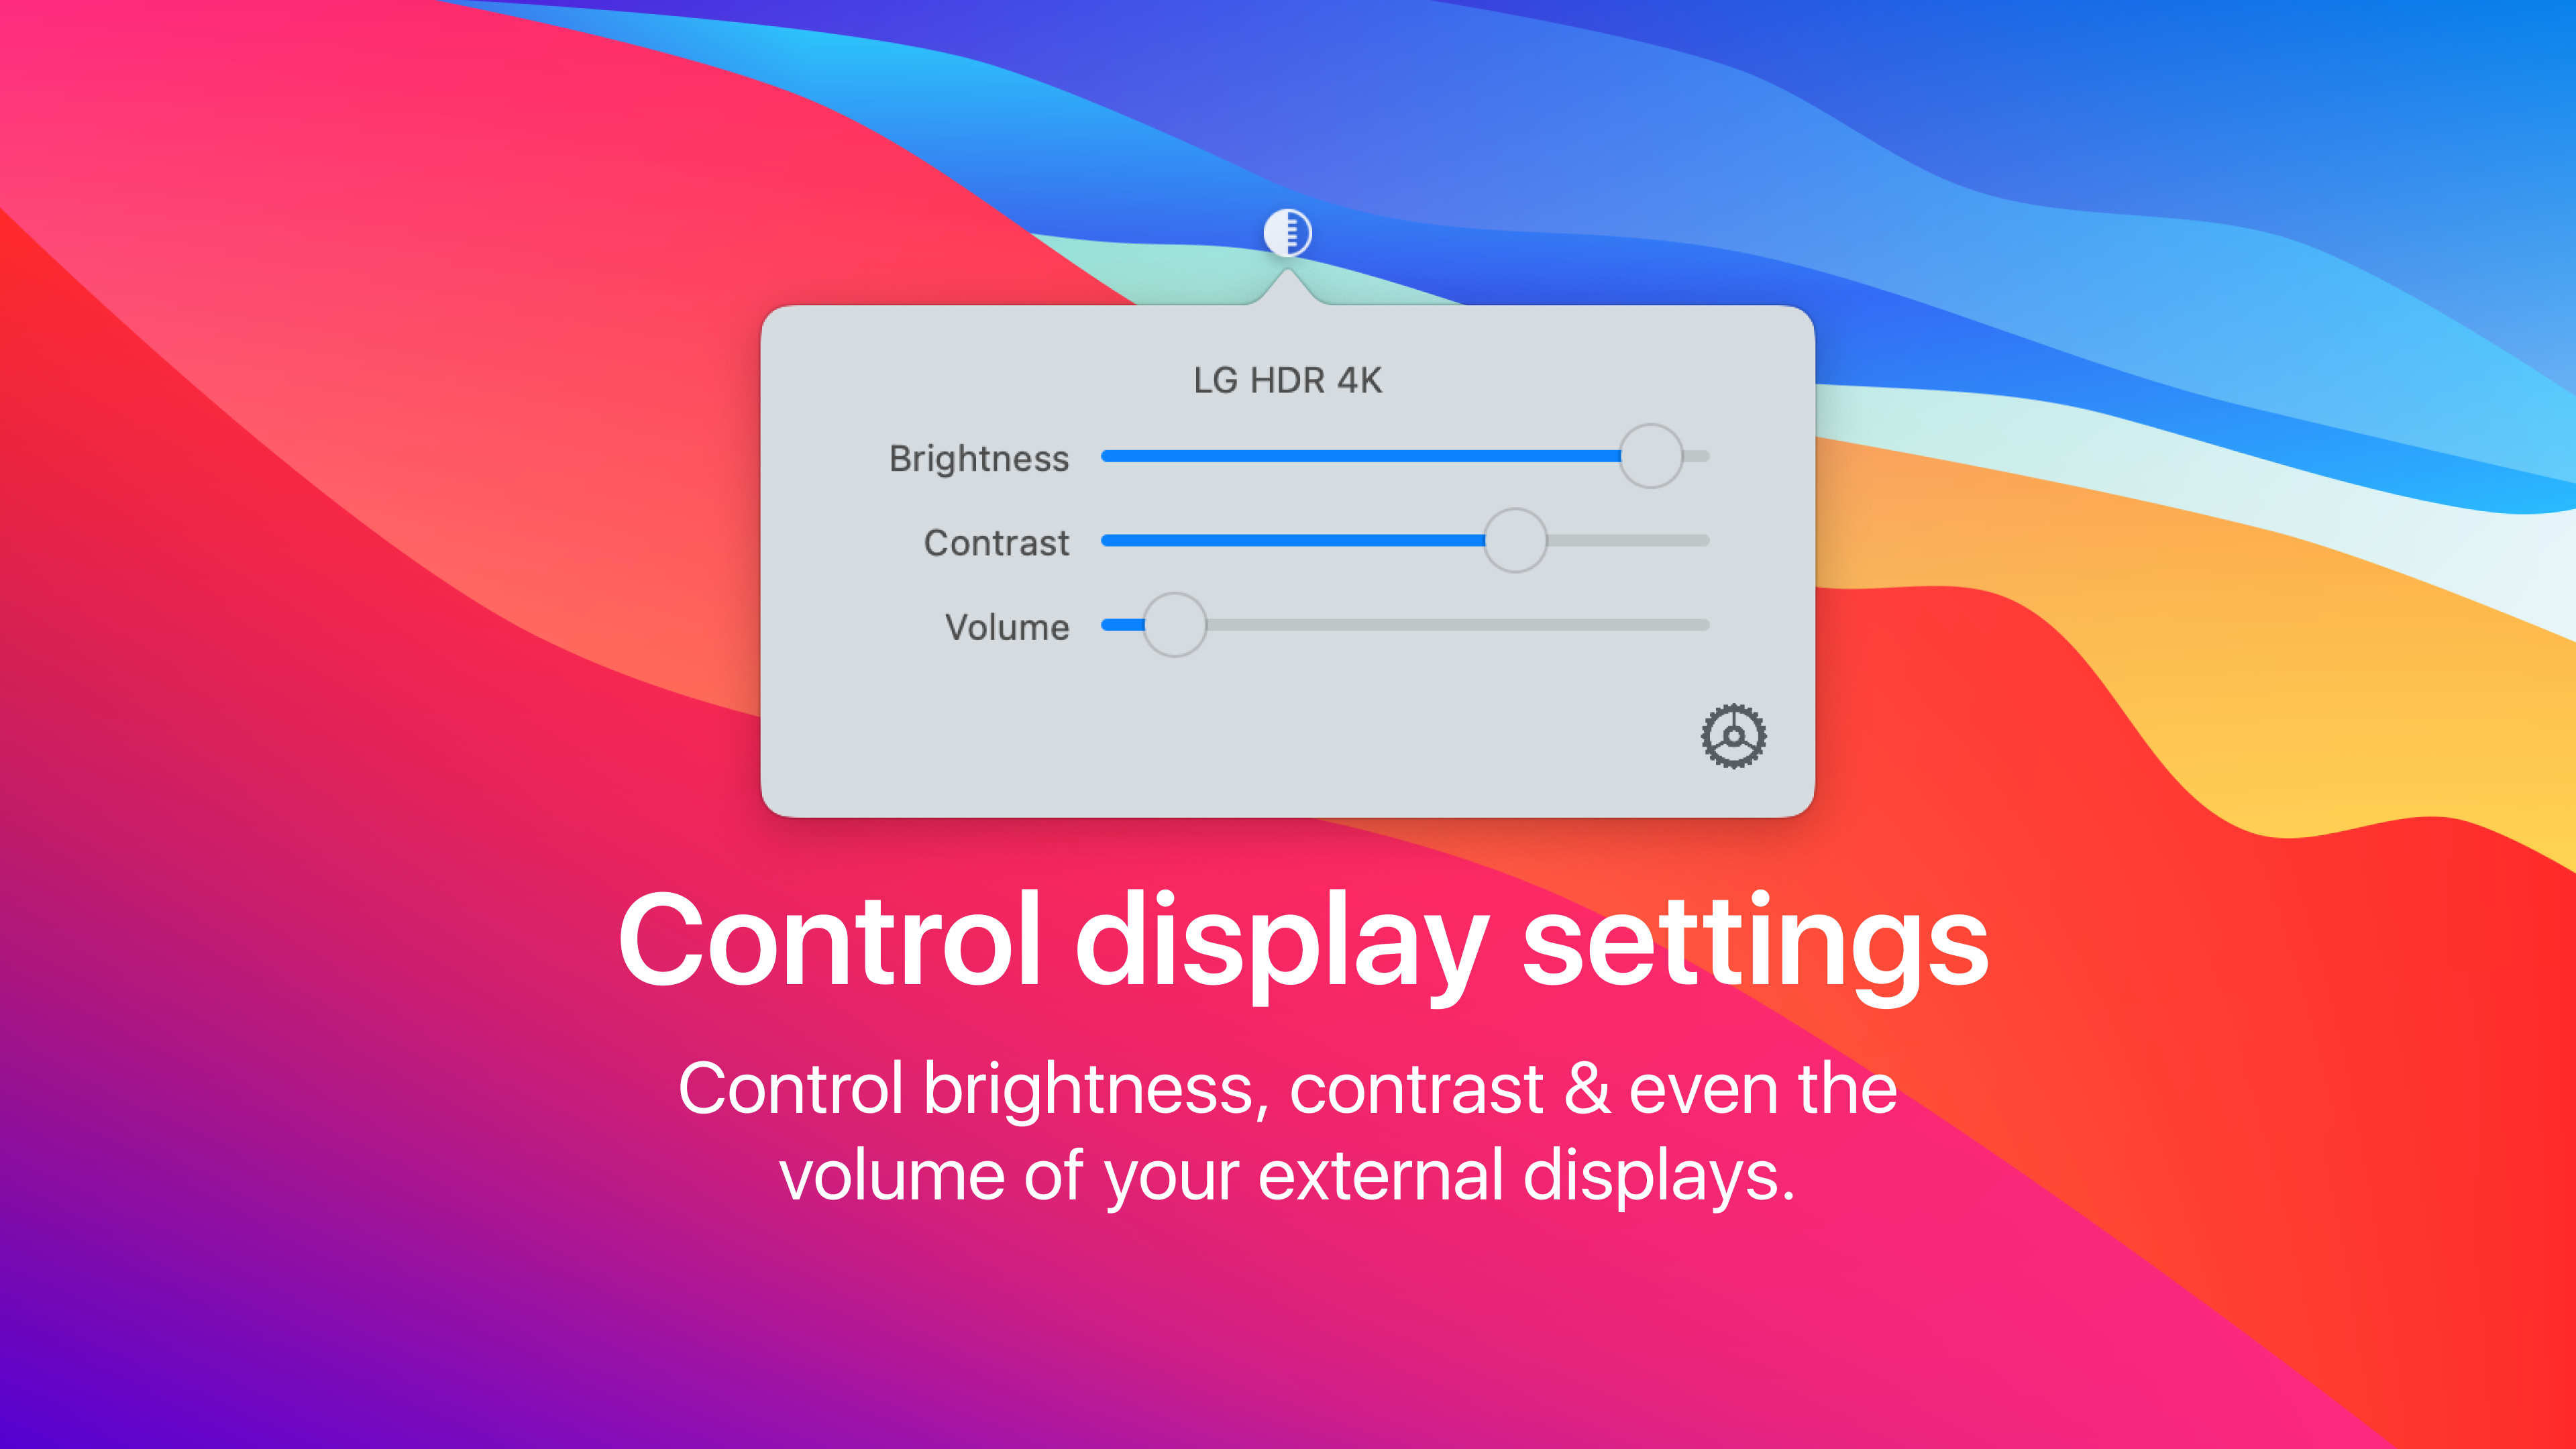 LG HDR 4K
Brightness
Contrast
Volume
Control display settings
Control brightness, contrast & even the
volume of your external displays.